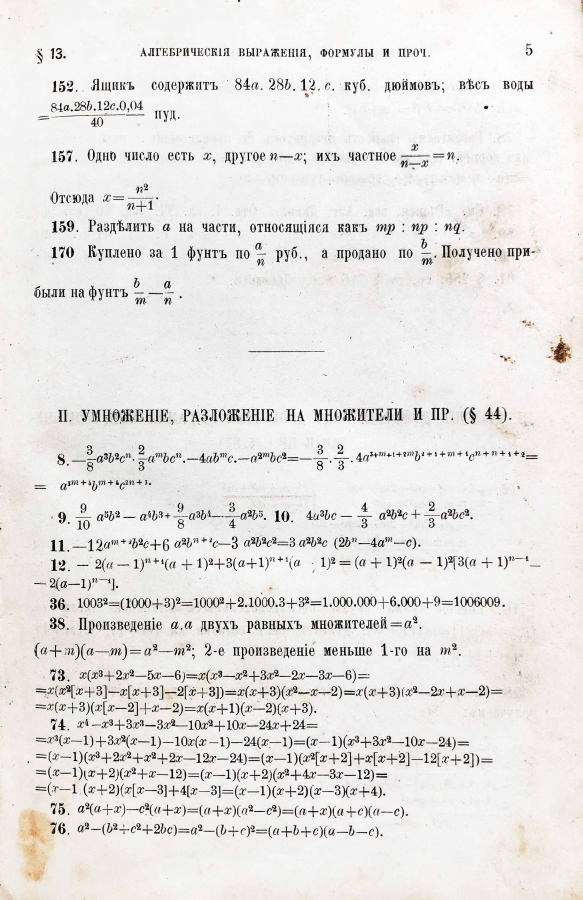 § 13. АЛГЕБРИЧЕСКІЯ ВЫРАЖЕНІЯ, ФОРМУЛЫ И ПРОЧ. 5
152. Ящикъ содержитъ 84a. 28b. 12. c. куб. дюймовъ; вѣсъ воды
= 84a.28b.12c.0,04 / 40 пуд.
157. Одно число есть x, другое n—x; ихъ частное x/(n—x) = n.
Отсюда x = n²/(n+1).
159. Раздѣлить a на части, относящіяся какъ mp : np : nq.
170 Куплено за 1 фунтъ по a/n руб., а продано по b/m. Получено при-
были на фунтъ b/m — a/n.
II. УМНОЖЕНІЕ, РАЗЛОЖЕНІЕ НА МНОЖИТЕЛИ И ПР. (§ 44).
8.
9. 9/10 a⁵b² — a⁴b³ + 9/8 a³b⁴ — 3/4 a²b⁵. 10. 4a³bc — 4/3 a²b²c + 2/3 a²bc².
11. —12aᵐ⁺¹b²c+6 a²bⁿ⁺¹c—3 a²b²c²=3 a²b²c (2bⁿ—4aᵐ—c).
12. — 2(a — 1)ⁿ⁺¹(a + 1)²+3(a+1)ⁿ⁺¹(a 1)² = (a + 1)²(a — 1)²[3(a + 1)ⁿ⁻¹—
— 2(a—1)ⁿ⁻¹].
36. 1003²=(1000+3)²=1000²+2.1000.3+3²=1.000.000+6.000+9=1006009.
38. Произведеніе a.a двухъ равныхъ множителей=a².
(a+m)(a—m)=a²—m²; 2-е произведеніе меньше 1-го на m².
73. x(x³+2x²—5x—6)=x(x³—x²+3x²—2x—3x—6)=
=x(x²[x+3]—x[x+3]—2[x+3])=x(x+3)(x²—x—2)=x(x+3)(x²—2x+x—2)=
=x(x+3)(x[x—2]+x—2)=x(x+1)(x—2)(x+3).
74. x⁴—x³+3x³—3x²—10x²+10x—24x+24=
=x³(x—1)+3x²(x—1)—10x(x—1)—24(x—1)=(x—1)(x³+3x²—10x—24)=
=(x—1)(x³+2x²+x²+2x—12x—24)=(x—1)(x²[x+2]+x[x+2]—12[x+2])=
=(x—1)(x+2)(x²+x—12)=(x—1)(x+2)(x²+4x—3x—12)=
=(x—1 (x+2)(x[x—3]+4[x—3]=(x—1)(x+2)(x—3)(x+4).
75. a²(a+x)—c²(a+x)=(a+x)(a²—c²)=(a+x)(a+c)(a—c).
76. a²—(b²+c²+2bc)=a²—(b+c)²=(a+b+c)(a—b—c).